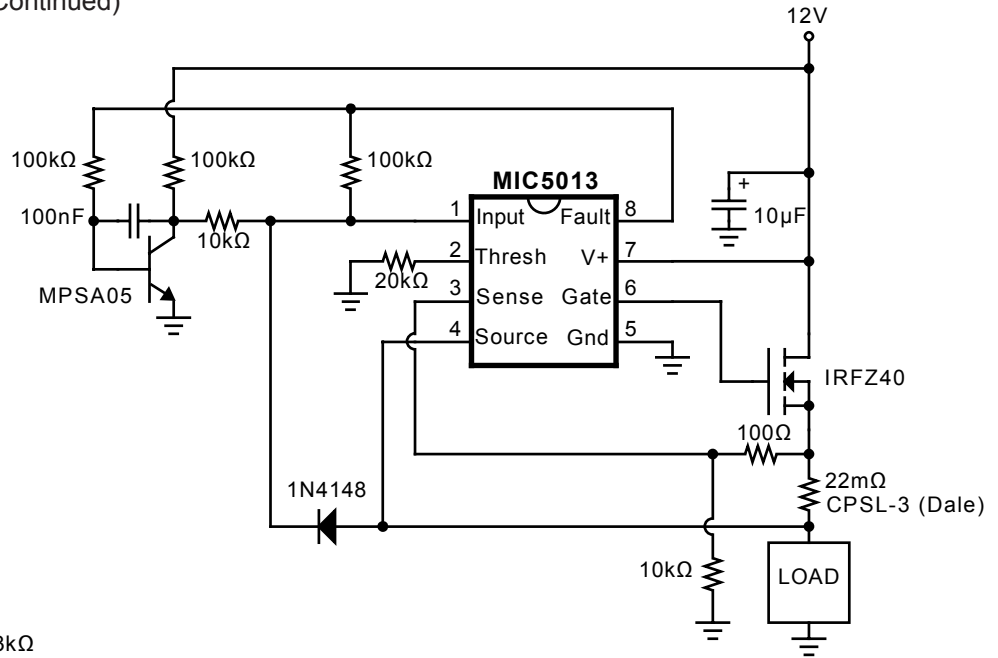 Continued)
12V
100kΩ
100kΩ
100kΩ
MIC5013
+
10µF
100nF
10kΩ
1 Input Fault 8
2 Thresh V+ 7
20kΩ
3 Sense Gate 6
MPSA05
4 Source Gnd 5
IRFZ40
100Ω
22mΩ
CPSL-3 (Dale)
1N4148
10kΩ
LOAD
3kΩ